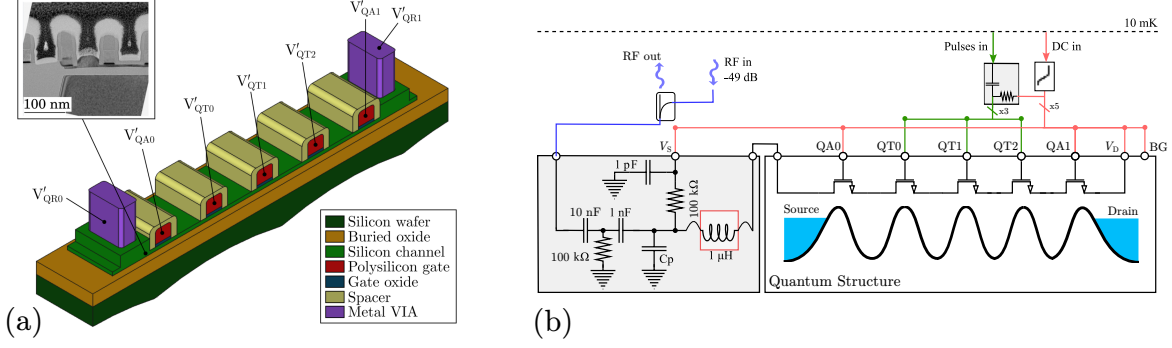 100 nm
V′QA1
V′QR1
V′QT2
V′QT1
V′QT0
V′QA0
V′QR0
Silicon wafer
Buried oxide
Silicon channel
Polysilicon gate
Gate oxide
Spacer
Metal VIA
(a)
10 mK
Pulses in
DC in
RF out
RF in
-49 dB
x3
x5
VS
QA0
QT0
QT1
QT2
QA1
VD
BG
1 pF
100 kΩ
10 nF
1 nF
100 kΩ
Cp
1 μH
Source
Drain
Quantum Structure
(b)